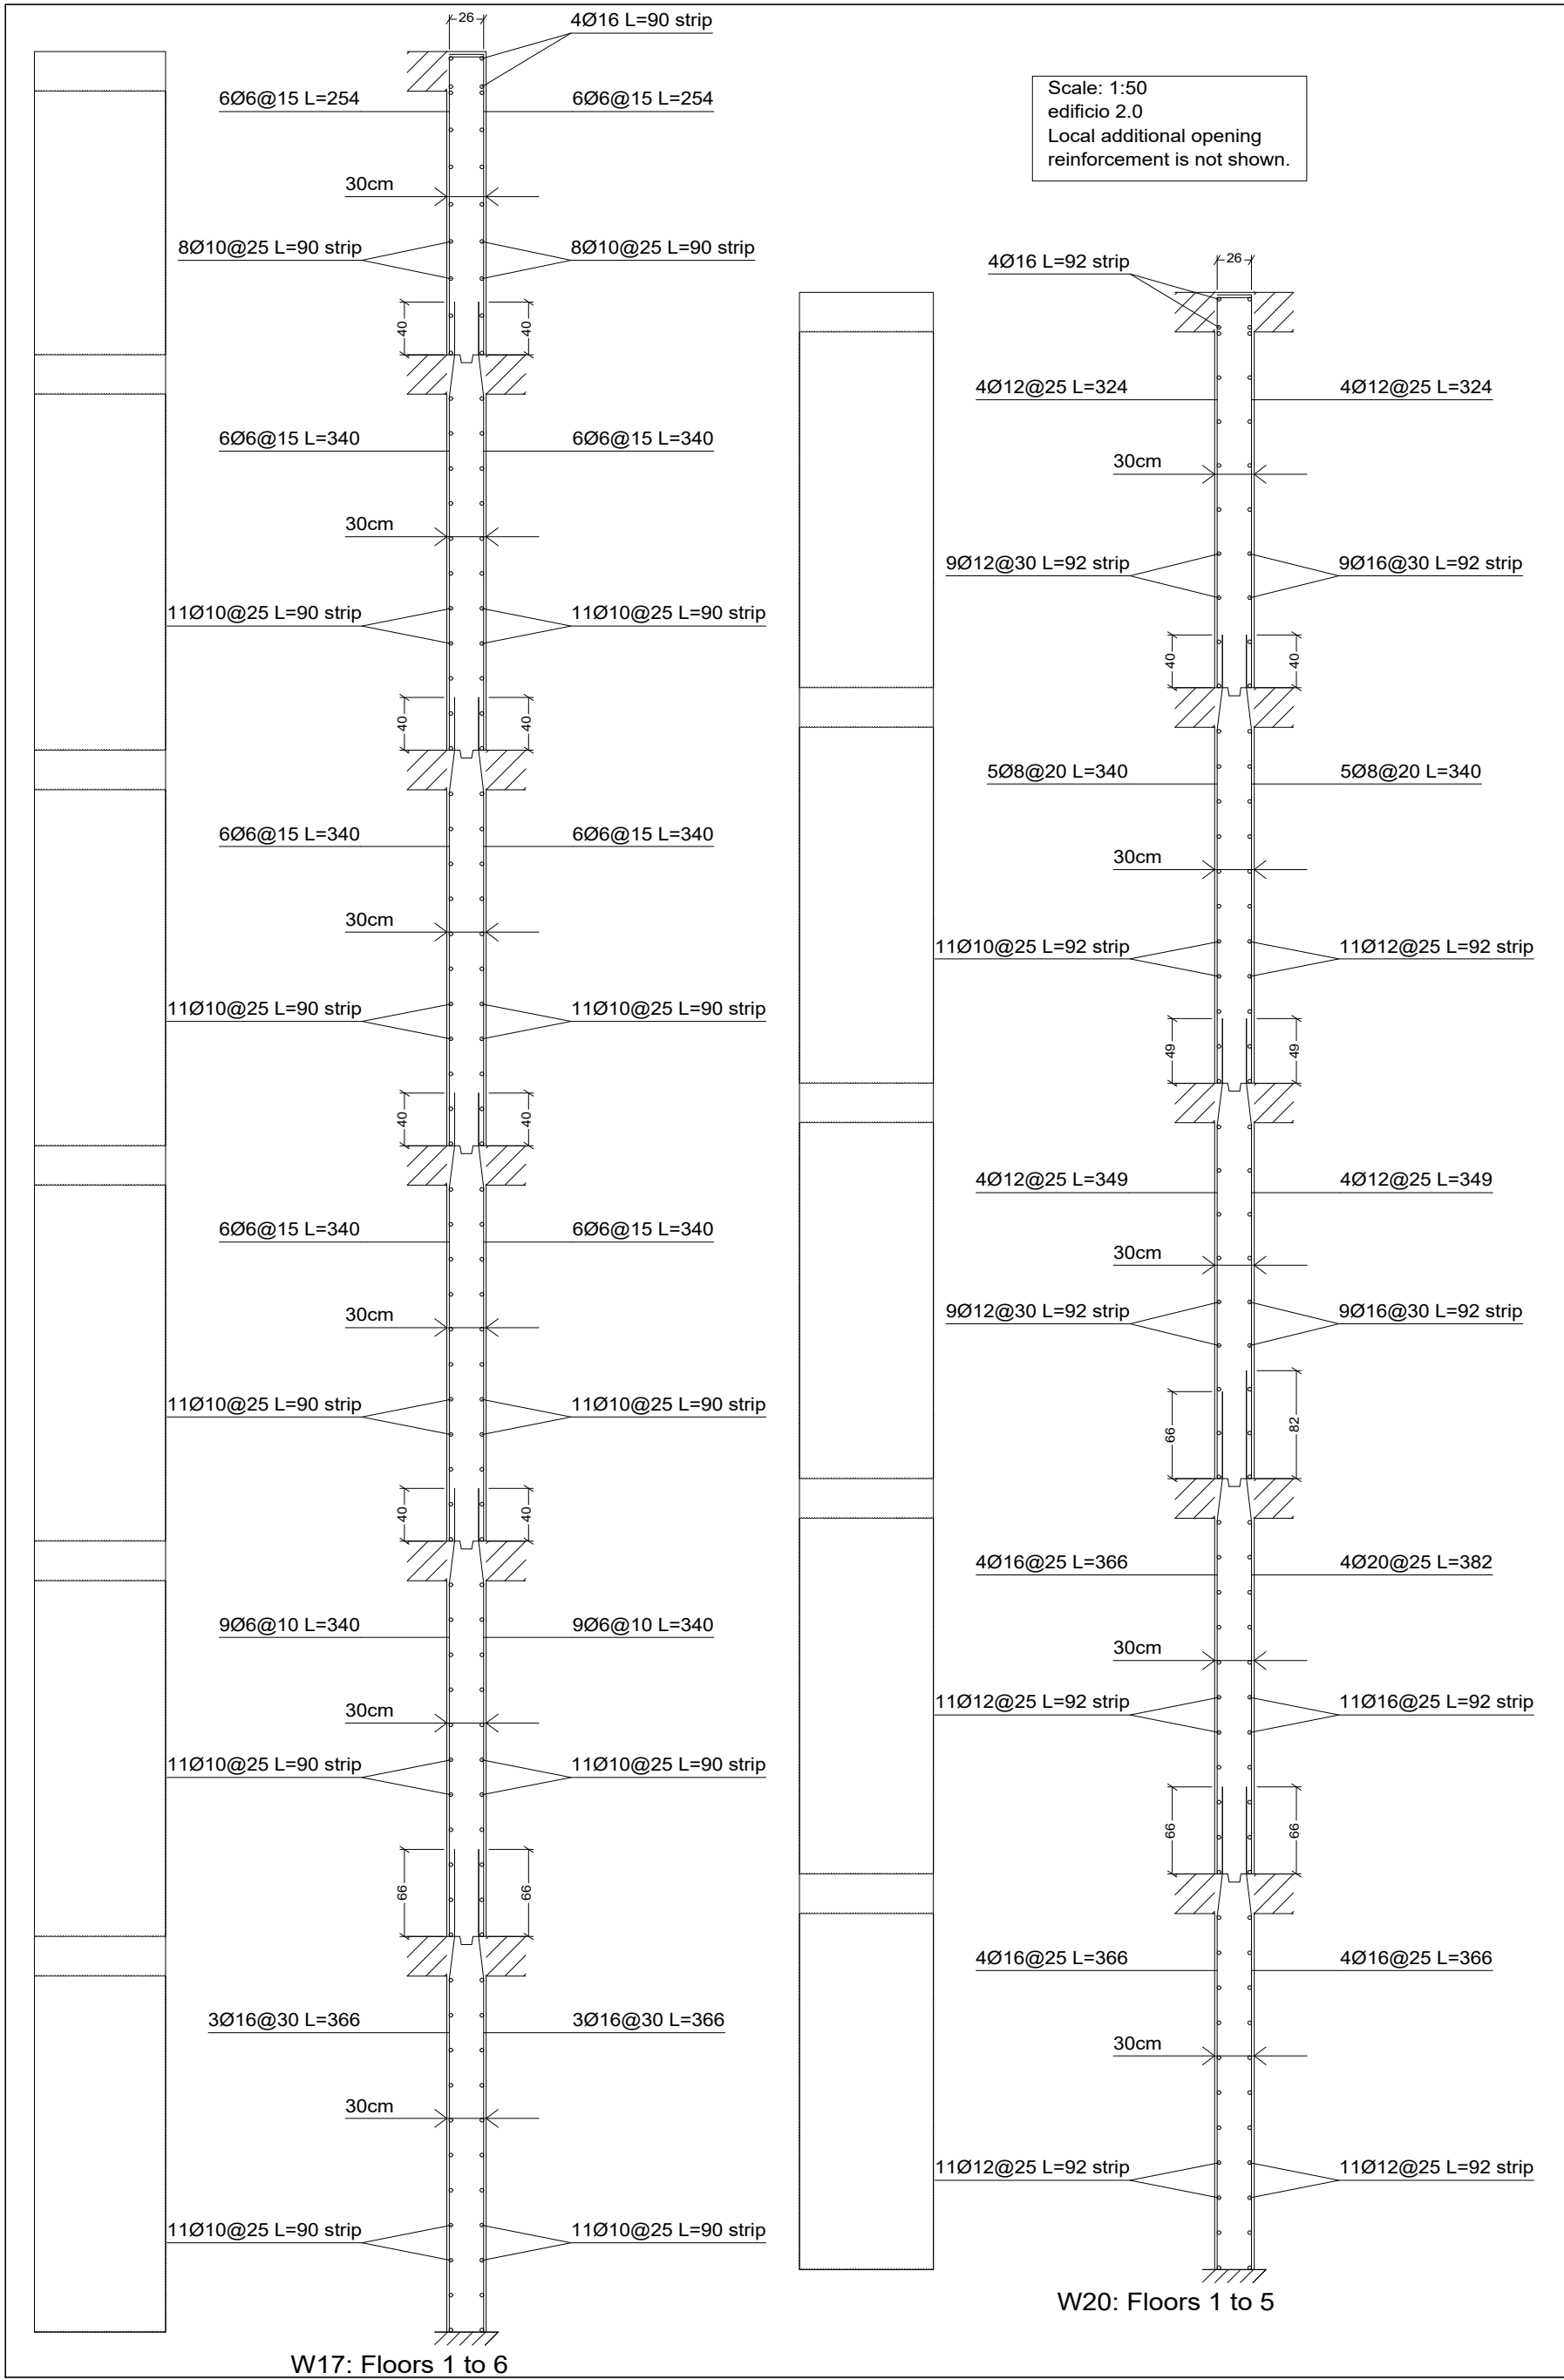 26
4Ø16 L=90 strip
6Ø6@15 L=254
6Ø6@15 L=254
30cm
8Ø10@25 L=90 strip
8Ø10@25 L=90 strip
40
40
6Ø6@15 L=340
6Ø6@15 L=340
30cm
11Ø10@25 L=90 strip
11Ø10@25 L=90 strip
40
40
6Ø6@15 L=340
6Ø6@15 L=340
30cm
11Ø10@25 L=90 strip
11Ø10@25 L=90 strip
40
40
6Ø6@15 L=340
6Ø6@15 L=340
30cm
11Ø10@25 L=90 strip
11Ø10@25 L=90 strip
40
40
9Ø6@10 L=340
9Ø6@10 L=340
30cm
11Ø10@25 L=90 strip
11Ø10@25 L=90 strip
66
66
3Ø16@30 L=366
3Ø16@30 L=366
30cm
11Ø10@25 L=90 strip
11Ø10@25 L=90 strip
W17: Floors 1 to 6
Scale: 1:50
edificio 2.0
Local additional opening
reinforcement is not shown.
26
4Ø16 L=92 strip
4Ø12@25 L=324
4Ø12@25 L=324
30cm
9Ø12@30 L=92 strip
9Ø16@30 L=92 strip
40
40
5Ø8@20 L=340
5Ø8@20 L=340
30cm
11Ø10@25 L=92 strip
11Ø12@25 L=92 strip
49
49
4Ø12@25 L=349
4Ø12@25 L=349
30cm
9Ø12@30 L=92 strip
9Ø16@30 L=92 strip
66
82
4Ø16@25 L=366
4Ø20@25 L=382
30cm
11Ø12@25 L=92 strip
11Ø16@25 L=92 strip
66
66
4Ø16@25 L=366
4Ø16@25 L=366
30cm
11Ø12@25 L=92 strip
11Ø12@25 L=92 strip
W20: Floors 1 to 5